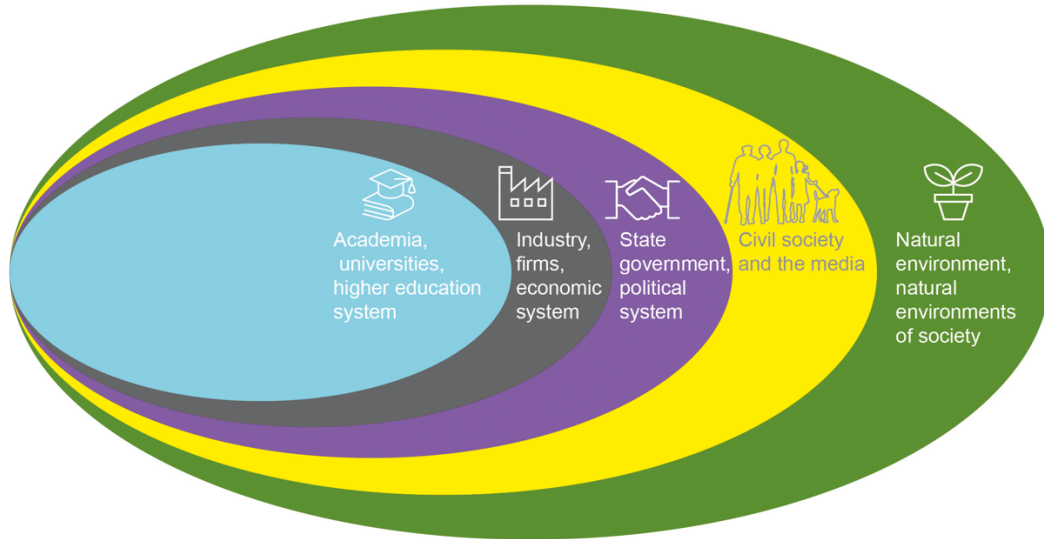 Academia,
universities,
higher education
system
Industry,
firms,
economic
system
State
government,
political
system
Civil society
and the media
Natural
environment,
natural
environments
of society